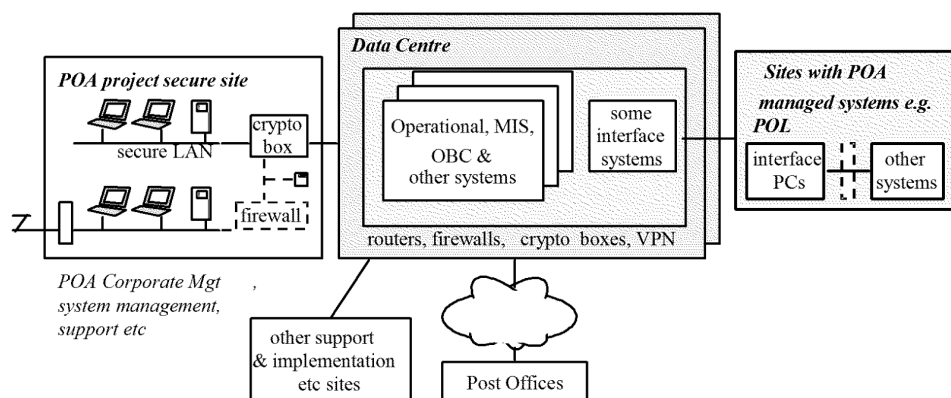 POA project secure site
crypto
box
secure LAN
firewall
POA Corporate Mgt ,
system management,
support etc
Data Centre
Operational, MIS,
OBC &
other systems
some
interface
systems
routers, firewalls, crypto boxes, VPN
other support
& implementation
etc sites
Post Offices
Sites with POA
managed systems e.g.
POL
interface
PCs
other
systems